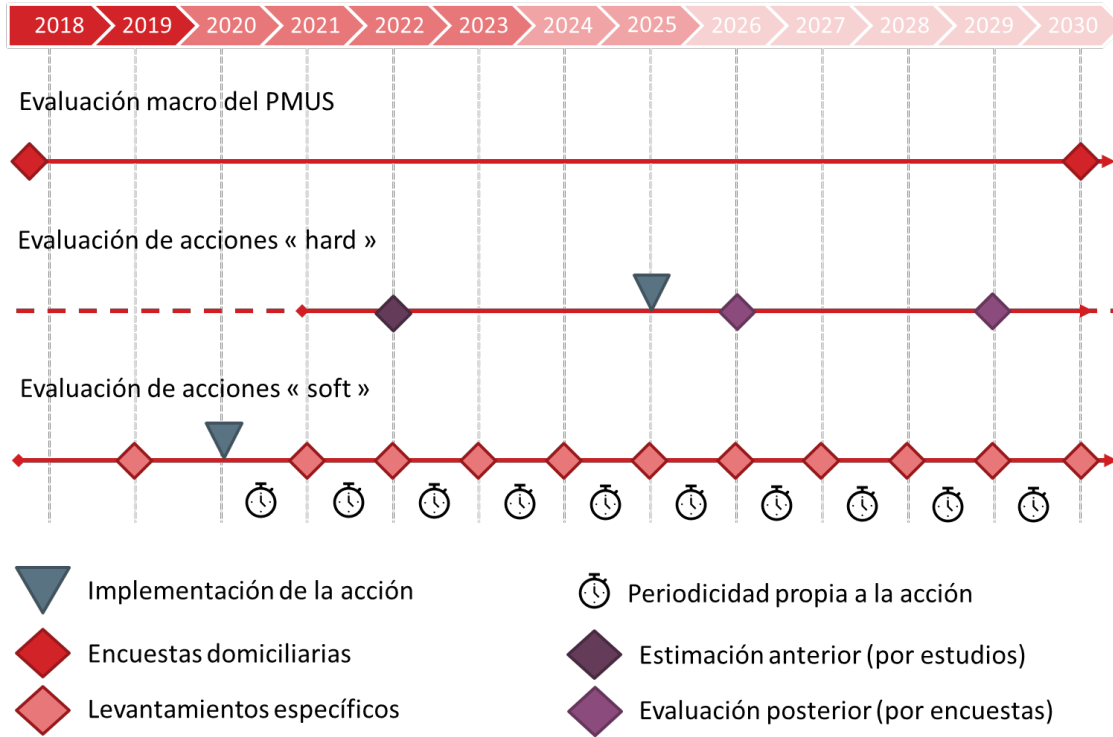 2018 2019 2020 2021 2022 2023 2024 2025 2026 2027 2028 2029 2030
Evaluación macro del PMUS
Evaluación de acciones « hard »
Evaluación de acciones « soft »
Implementación de la acción
Periodicidad propia a la acción
Encuestas domiciliarias
Estimación anterior (por estudios)
Levantamientos específicos
Evaluación posterior (por encuestas)